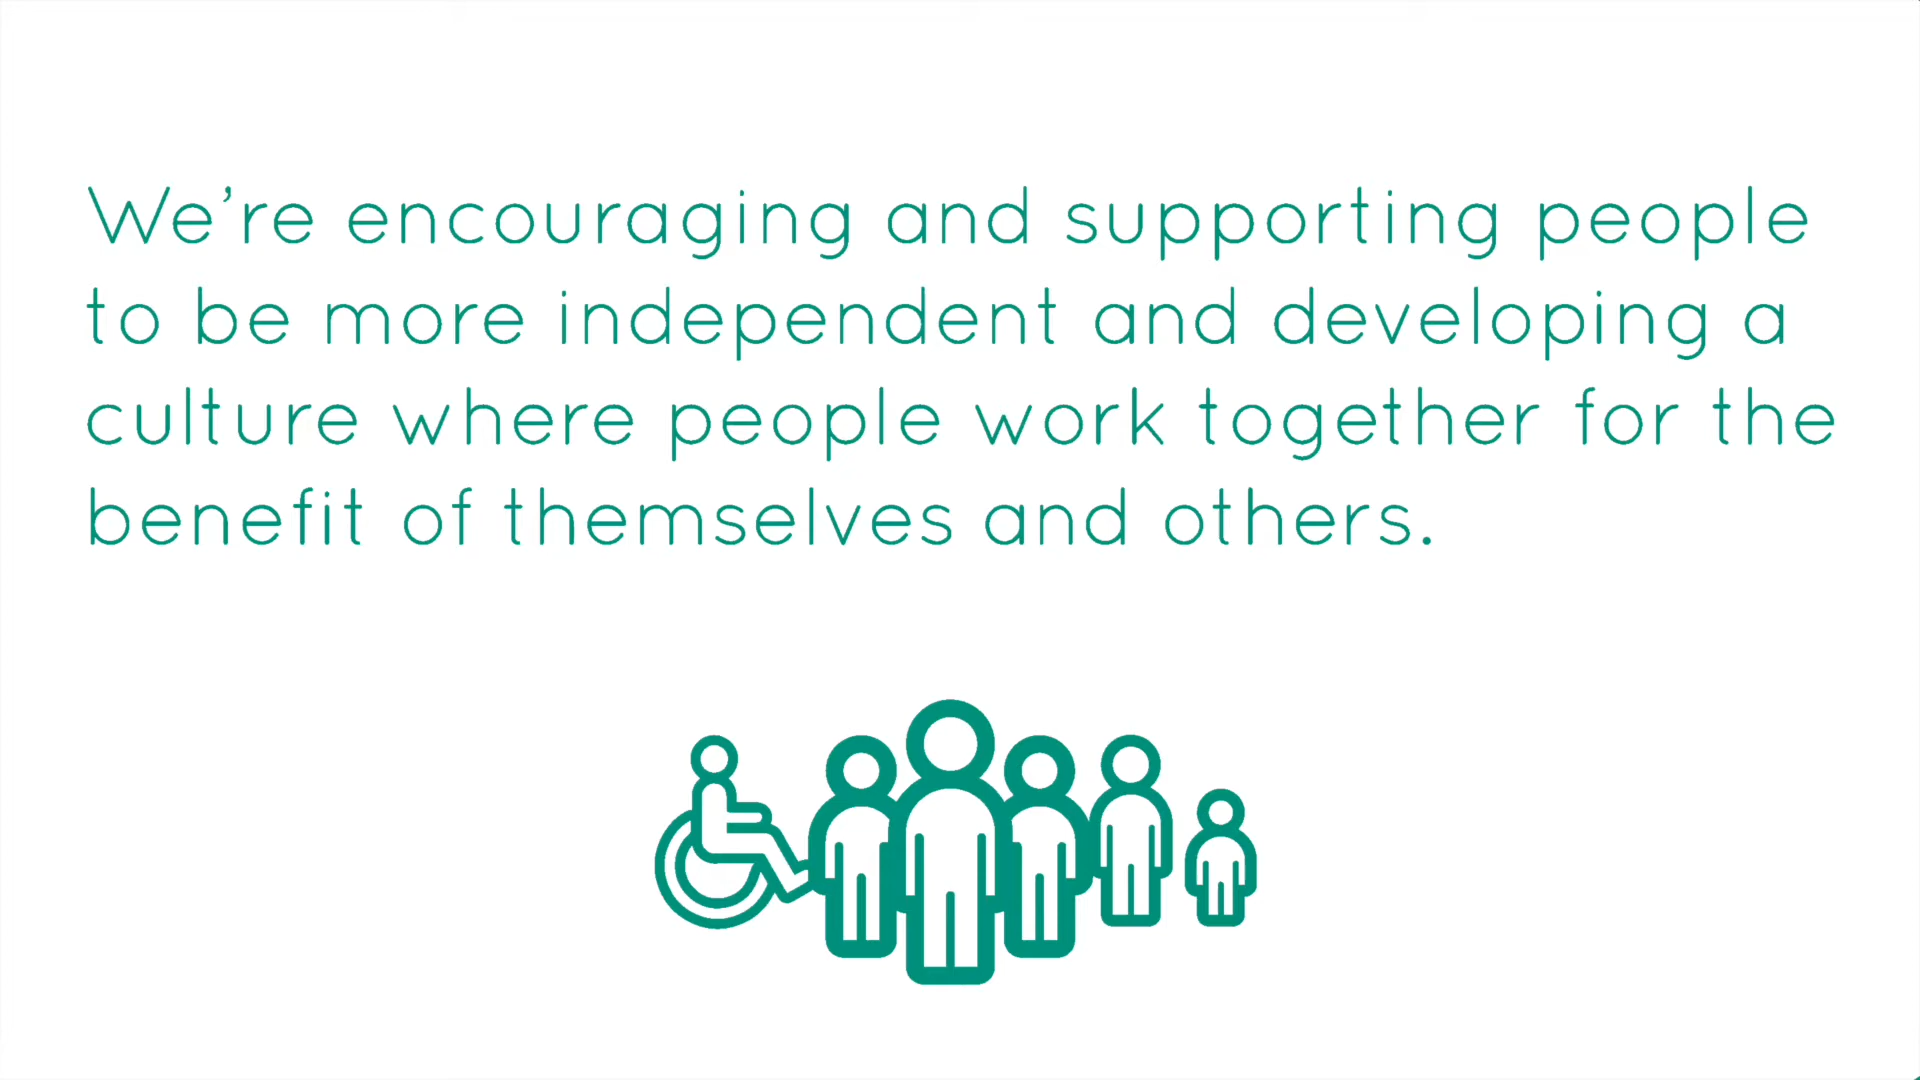 We’re encouraging and supporting people
to be more independent and developing a
culture where people work together for the
benefit of themselves and others.